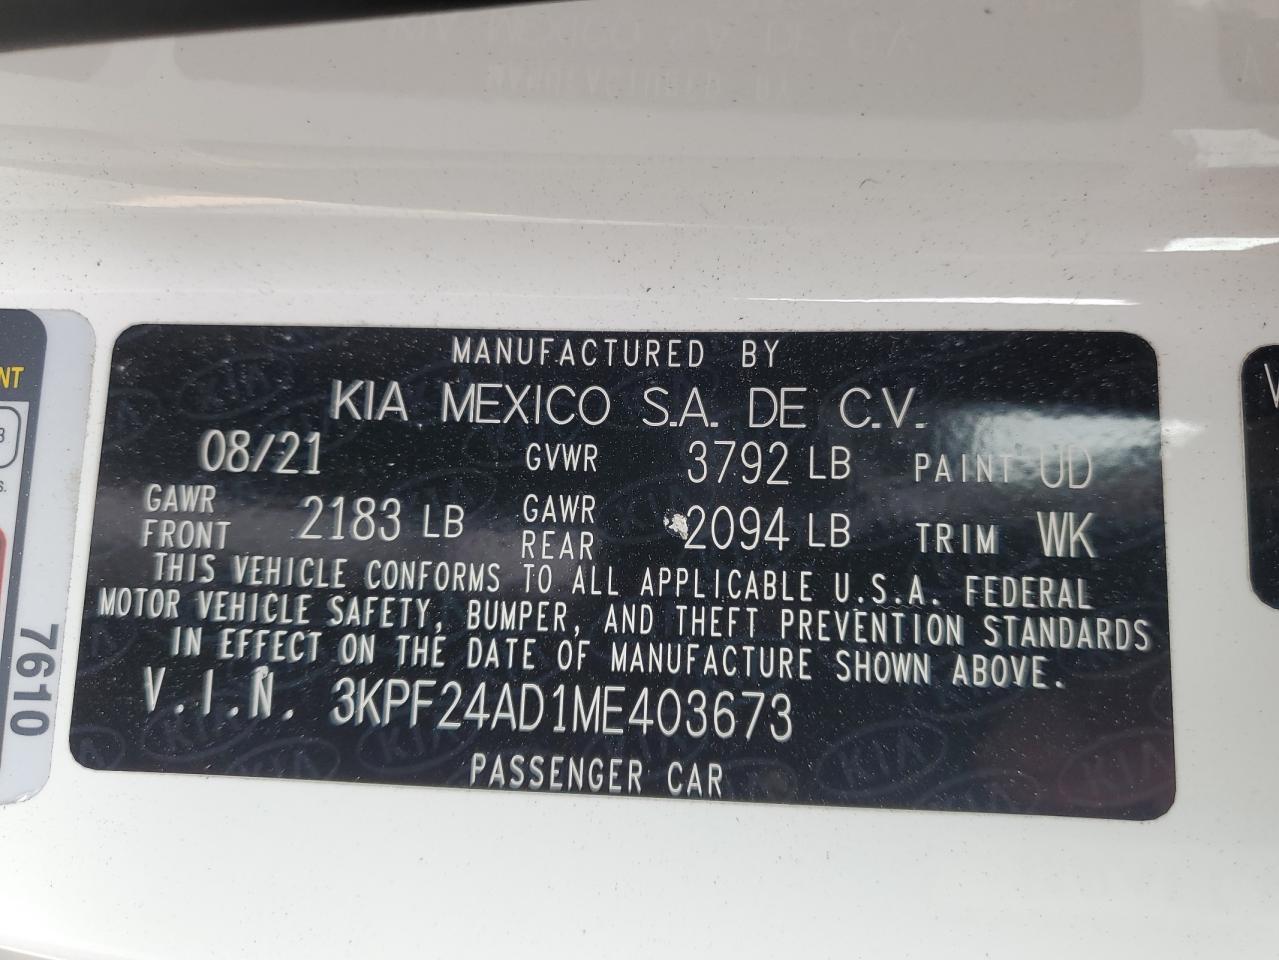 MANUFACTURED BY
KIA MEXICO S.A. DE C.V.
08/21 GVWR 3792 LB PAINT UD
GAWR FRONT 2183 LB GAWR REAR 2094 LB TRIM WK
THIS VEHICLE CONFORMS TO ALL APPLICABLE U.S.A. FEDERAL
MOTOR VEHICLE SAFETY, BUMPER, AND THEFT PREVENTION STANDARDS
IN EFFECT ON THE DATE OF MANUFACTURE SHOWN ABOVE.
V.I.N. 3KPF24AD1ME403673
PASSENGER CAR
7610